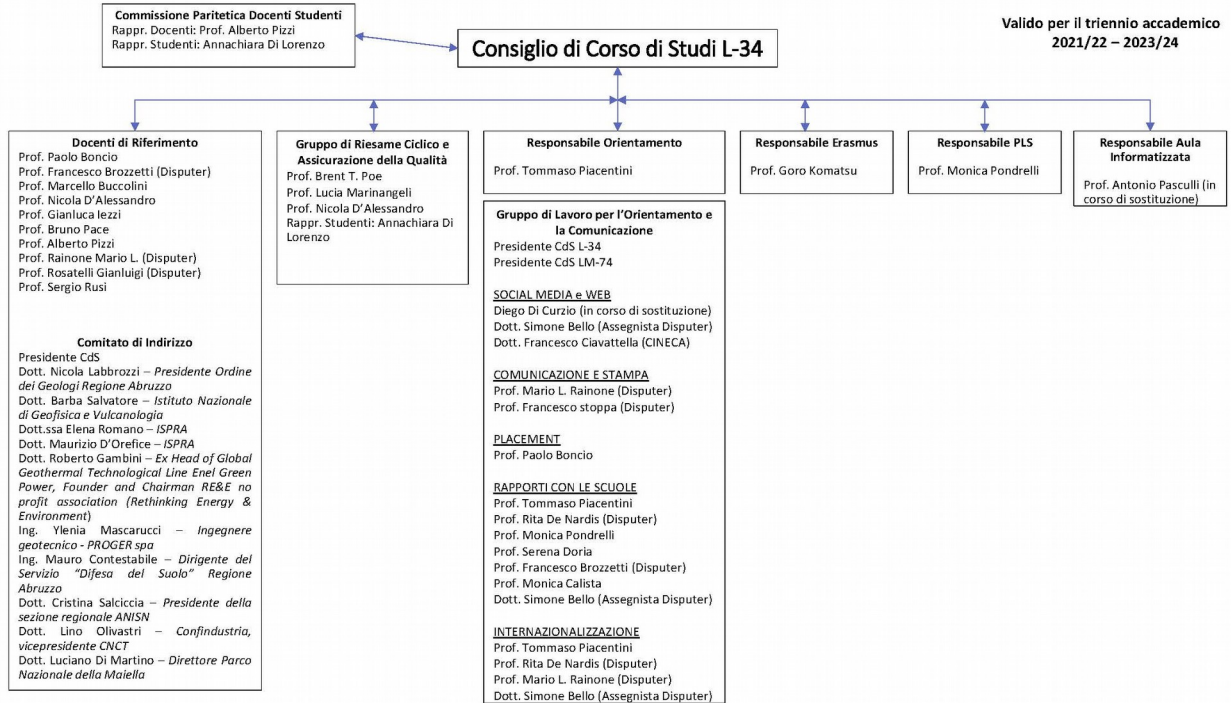 Commissione Paritetica Docenti Studenti
Rappr. Docenti: Prof. Alberto Pizzi
Rappr. Studenti: Annachiara Di Lorenzo
Consiglio di Corso di Studi L-34
Valido per il triennio accademico
2021/22 – 2023/24
Docenti di Riferimento
Prof. Paolo Boncio
Prof. Francesco Brozzetti (Disputer)
Prof. Marcello Buccolini
Prof. Nicola D'Alessandro
Prof. Gianluca Iezzi
Prof. Bruno Pace
Prof. Alberto Pizzi
Prof. Rainone Mario L. (Disputer)
Prof. Rosatelli Gianluigi (Disputer)
Prof. Sergio Rusi
Comitato di Indirizzo
Presidente CdS
Dott. Nicola Labbrozzi – Presidente Ordine
dei Geologi Regione Abruzzo
Dott. Barba Salvatore – Istituto Nazionale
di Geofisica e Vulcanologia
Dott.ssa Elena Romano – ISPRA
Dott. Maurizio D'Orefice – ISPRA
Dott. Roberto Gambini – Ex Head of Global
Geothermal Technological Line Enel Green
Power, Founder and Chairman RE&E no
profit association (Rethinking Energy &
Environment)
Ing. Ylenia Mascarucci – Ingegnere
geotecnico - PROGER spa
Ing. Mauro Contestabile – Dirigente del
Servizio "Difesa del Suolo" Regione
Abruzzo
Dott. Cristina Salciccia – Presidente della
sezione regionale ANISN
Dott. Lino Olivastri – Confindustria,
vicepresidente CNCT
Dott. Luciano Di Martino – Direttore Parco
Nazionale della Maiella
Gruppo di Riesame Ciclico e
Assicurazione della Qualità
Prof. Brent T. Poe
Prof. Lucia Marinangeli
Prof. Nicola D'Alessandro
Rappr. Studenti: Annachiara Di
Lorenzo
Responsabile Orientamento
Prof. Tommaso Piacentini
Gruppo di Lavoro per l'Orientamento e
la Comunicazione
Presidente CdS L-34
Presidente CdS LM-74
SOCIAL MEDIA e WEB
Diego Di Curzio (in corso di sostituzione)
Dott. Simone Bello (Assegnista Disputer)
Dott. Francesco Ciavattella (CINECA)
COMUNICAZIONE E STAMPA
Prof. Mario L. Rainone (Disputer)
Prof. Francesco stoppa (Disputer)
PLACEMENT
Prof. Paolo Boncio
RAPPORTI CON LE SCUOLE
Prof. Tommaso Piacentini
Prof. Rita De Nardis (Disputer)
Prof. Monica Pondrelli
Prof. Serena Doria
Prof. Francesco Brozzetti (Disputer)
Prof. Monica Calista
Dott. Simone Bello (Assegnista Disputer)
INTERNAZIONALIZZAZIONE
Prof. Tommaso Piacentini
Prof. Rita De Nardis (Disputer)
Prof. Mario L. Rainone (Disputer)
Dott. Simone Bello (Assegnista Disputer)
Responsabile Erasmus
Prof. Goro Komatsu
Responsabile PLS
Prof. Monica Pondrelli
Responsabile Aula
Informatizzata
Prof. Antonio Pasculli (in
corso di sostituzione)